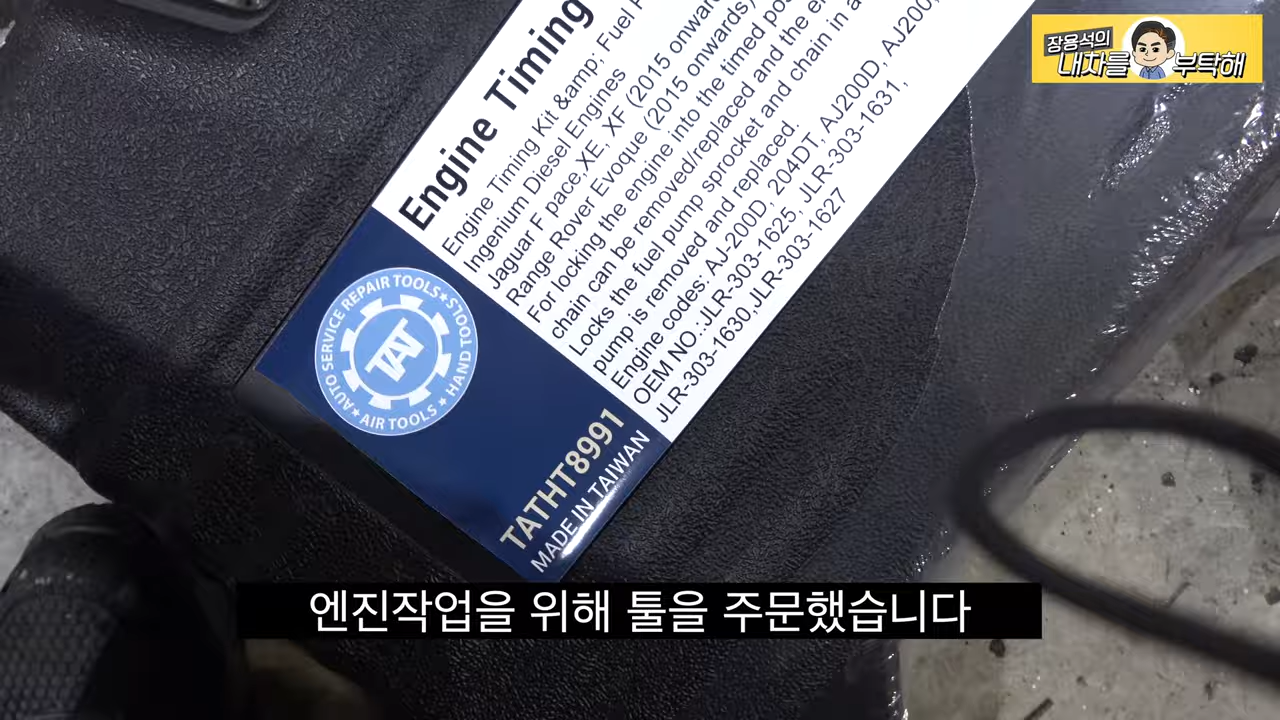 장용석의
내차를 부탁해
Engine Timing
Engine Timing Kit &amp; Fuel
Ingenium Diesel Engines
Jaguar F pace,XE, XF (2015 onward
Range Rover Evoque (2015 onwards)
For locking the engine into the timed
chain can be removed/replaced and the
Locks the fuel pump sprocket and chain in a
pump is removed and replaced.
Engine codes: AJ-200D, 204DT, AJ200D, AJ200,
OEM NO.:JLR-303-1625, JLR-303-1631,
JLR-303-1630,JLR-303-1627
AUTO SERVICE REPAIR TOOLS★HAND TOOLS★AIR TOOLS★
TAT
TATHT8991
MADE IN TAIWAN
엔진작업을 위해 툴을 주문했습니다